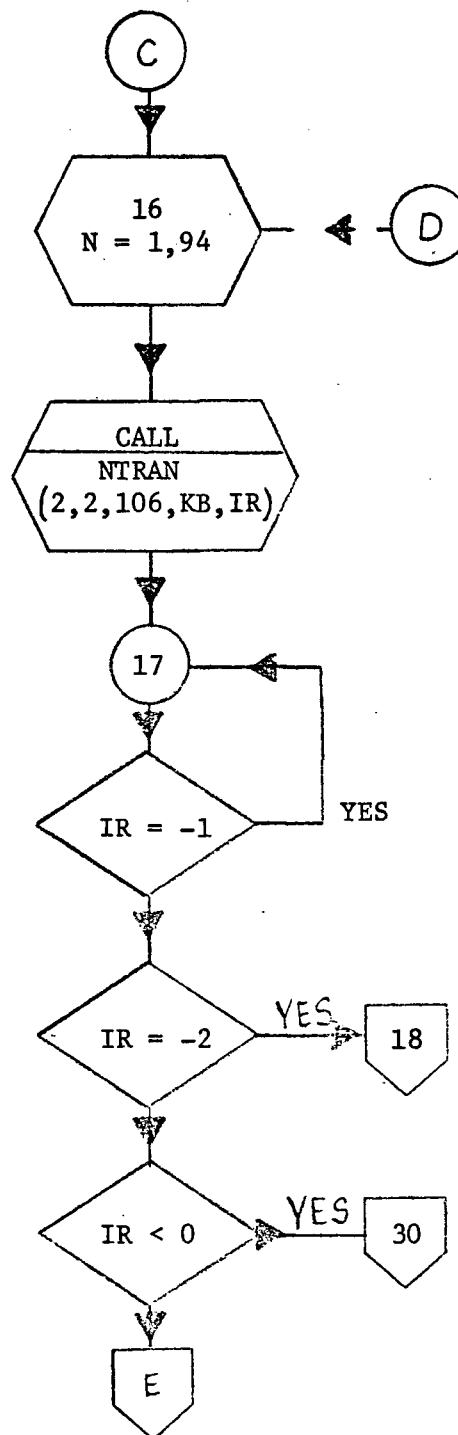 C
16
N = 1,94
D
CALL
NTRAN
(2,2,106,KB,IR)
17
IR = -1
YES
IR = -2
YES
18
IR < 0
YES
30
E